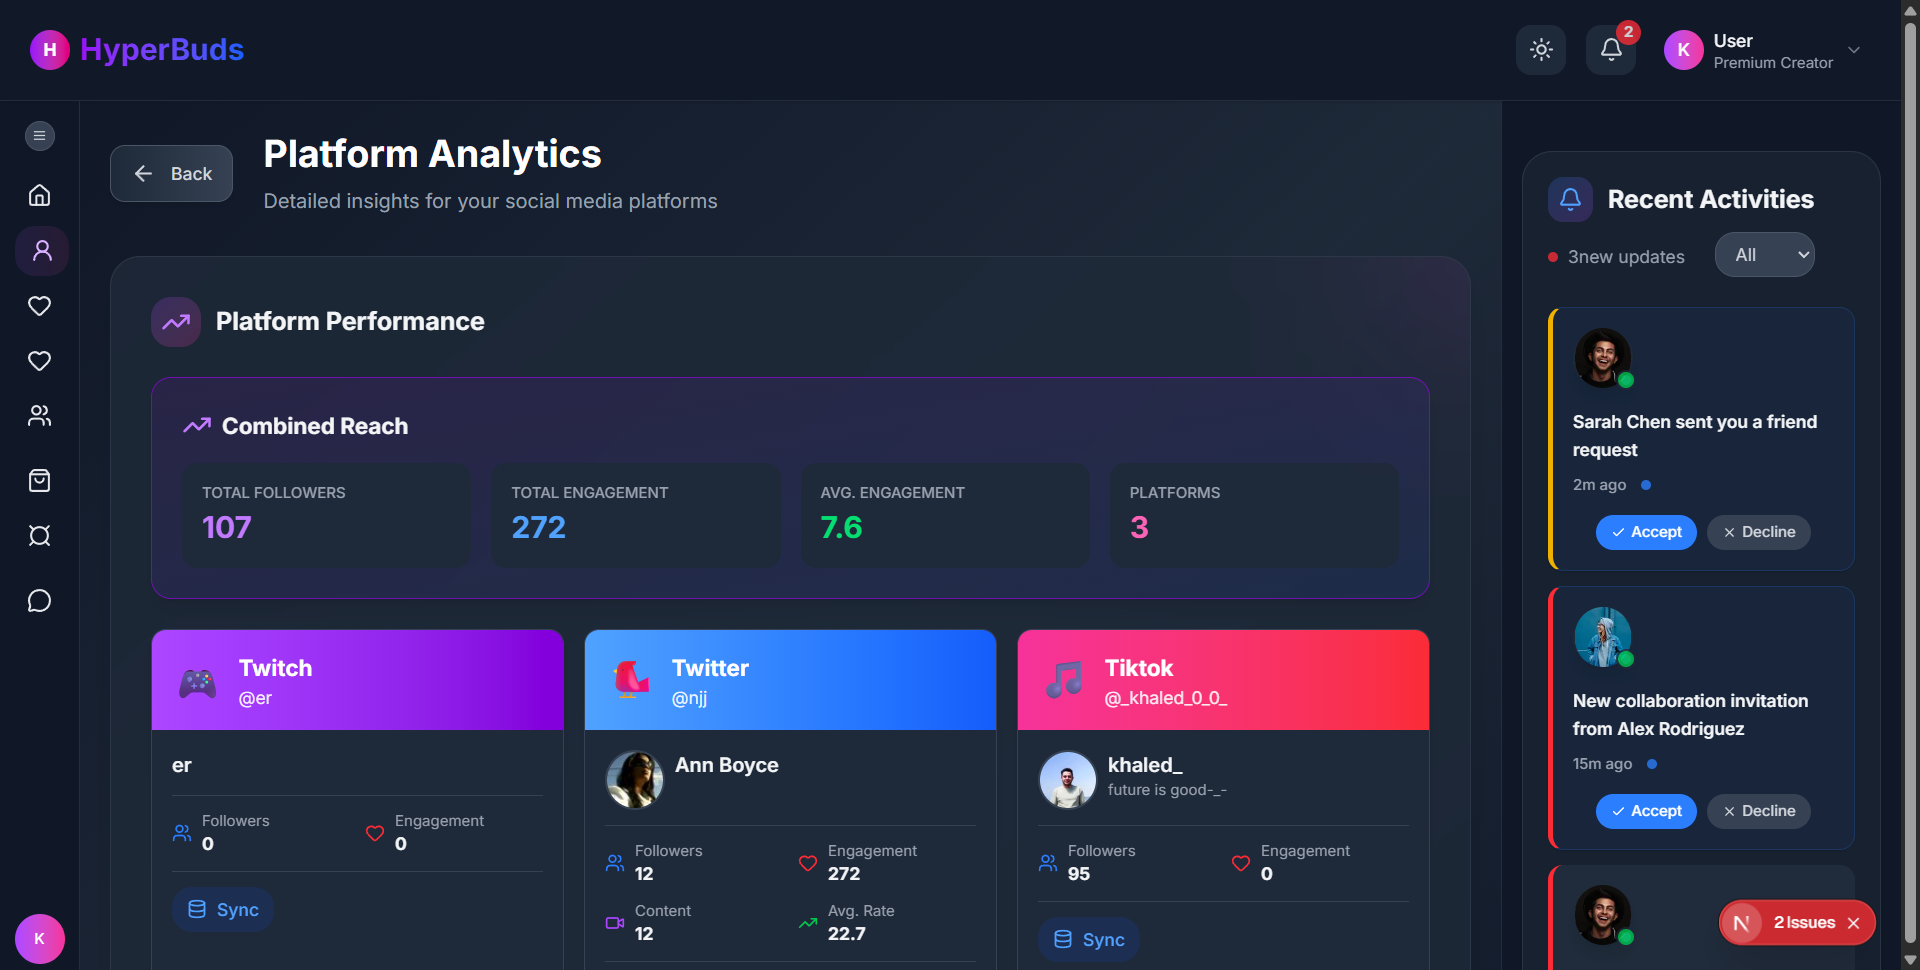 H HyperBuds
2
K
User
Premium Creator
Back
Platform Analytics
Detailed insights for your social media platforms
Platform Performance
Combined Reach
TOTAL FOLLOWERS
107
TOTAL ENGAGEMENT
272
AVG. ENGAGEMENT
7.6
PLATFORMS
3
Twitch
@er
er
Followers
0
Engagement
0
Sync
Twitter
@njj
Ann Boyce
Followers
12
Engagement
272
Content
12
Avg. Rate
22.7
Tiktok
@_khaled_0_0_
khaled_
future is good-_-
Followers
95
Engagement
0
Sync
Recent Activities
3new updates
All
Sarah Chen sent you a friend
request
2m ago
Accept
Decline
New collaboration invitation
from Alex Rodriguez
15m ago
Accept
Decline
N 2 Issues
K